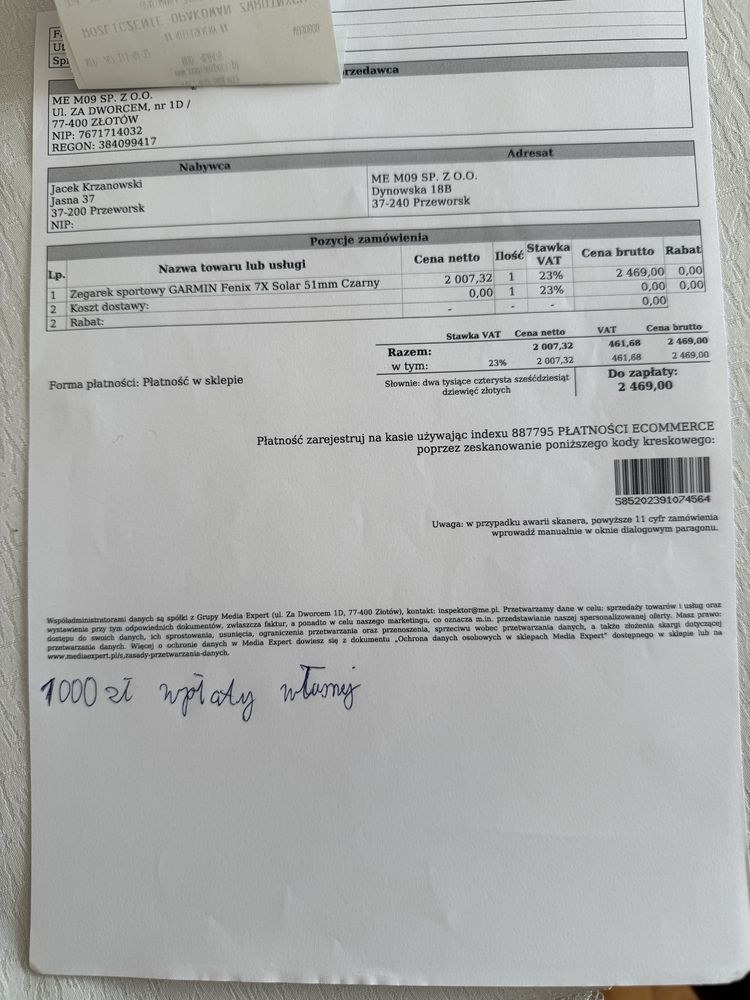 ROZLICZENIE OPAKOWAŃ ZWROTNYCH
Fa
Ut
Sp
rzedawca
ME M09 SP. Z O.O.
Ul. ZA DWORCEM, nr 1D /
77-400 ZŁOTÓW
NIP: 7671714032
REGON: 384099417
Nabywca
Jacek Krzanowski
Jasna 37
37-200 Przeworsk
NIP:
Adresat
ME M09 SP. Z O.O.
Dynowska 18B
37-240 Przeworsk
Pozycje zamówienia
Lp. Nazwa towaru lub usługi Cena netto Ilość Stawka VAT Cena brutto Rabat
1 Zegarek sportowy GARMIN Fenix 7X Solar 51mm Czarny 2 007,32 1 23% 2 469,00 0,00
2 Koszt dostawy: 0,00 1 23% 0,00 0,00
2 Rabat: - - - 0,00
Stawka VAT Cena netto VAT Cena brutto
Razem: 2 007,32 461,68 2 469,00
w tym: 23% 2 007,32 461,68 2 469,00
Forma płatności: Płatność w sklepie
Słownie: dwa tysiące czterysta sześćdziesiąt
dziewięć złotych
Do zapłaty:
2 469,00
Płatność zarejestruj na kasie używając indexu 887795 PŁATNOŚCI ECOMMERCE
poprzez zeskanowanie poniższego kody kreskowego:
S85202391074564
Uwaga: w przypadku awarii skanera, powyższe 11 cyfr zamówienia
wprowadź manualnie w oknie dialogowym paragonu.
Współadministratorami danych są spółki z Grupy Media Expert (ul. Za Dworcem 1D, 77-400 Złotów), kontakt: inspektor@me.pl. Przetwarzamy dane w celu: sprzedaży towarów i usług oraz
wystawienia przy tym odpowiednich dokumentów, zwłaszcza faktur, a ponadto w celu naszego marketingu, co oznacza m.in. przedstawianie naszej spersonalizowanej oferty. Masz prawo:
dostępu do swoich danych, ich sprostowania, usunięcia, ograniczenia przetwarzania oraz przenoszenia, sprzeciwu wobec przetwarzania danych, a także złożenia skargi dotyczącej
przetwarzania danych. Więcej o ochronie danych w Media Expert dowiesz się z dokumentu „Ochrona danych osobowych w sklepach Media Expert” dostępnego w sklepie lub na
www.mediaexpert.pl/s,zasady-przetwarzania-danych.
1000 zł wpłaty własnej